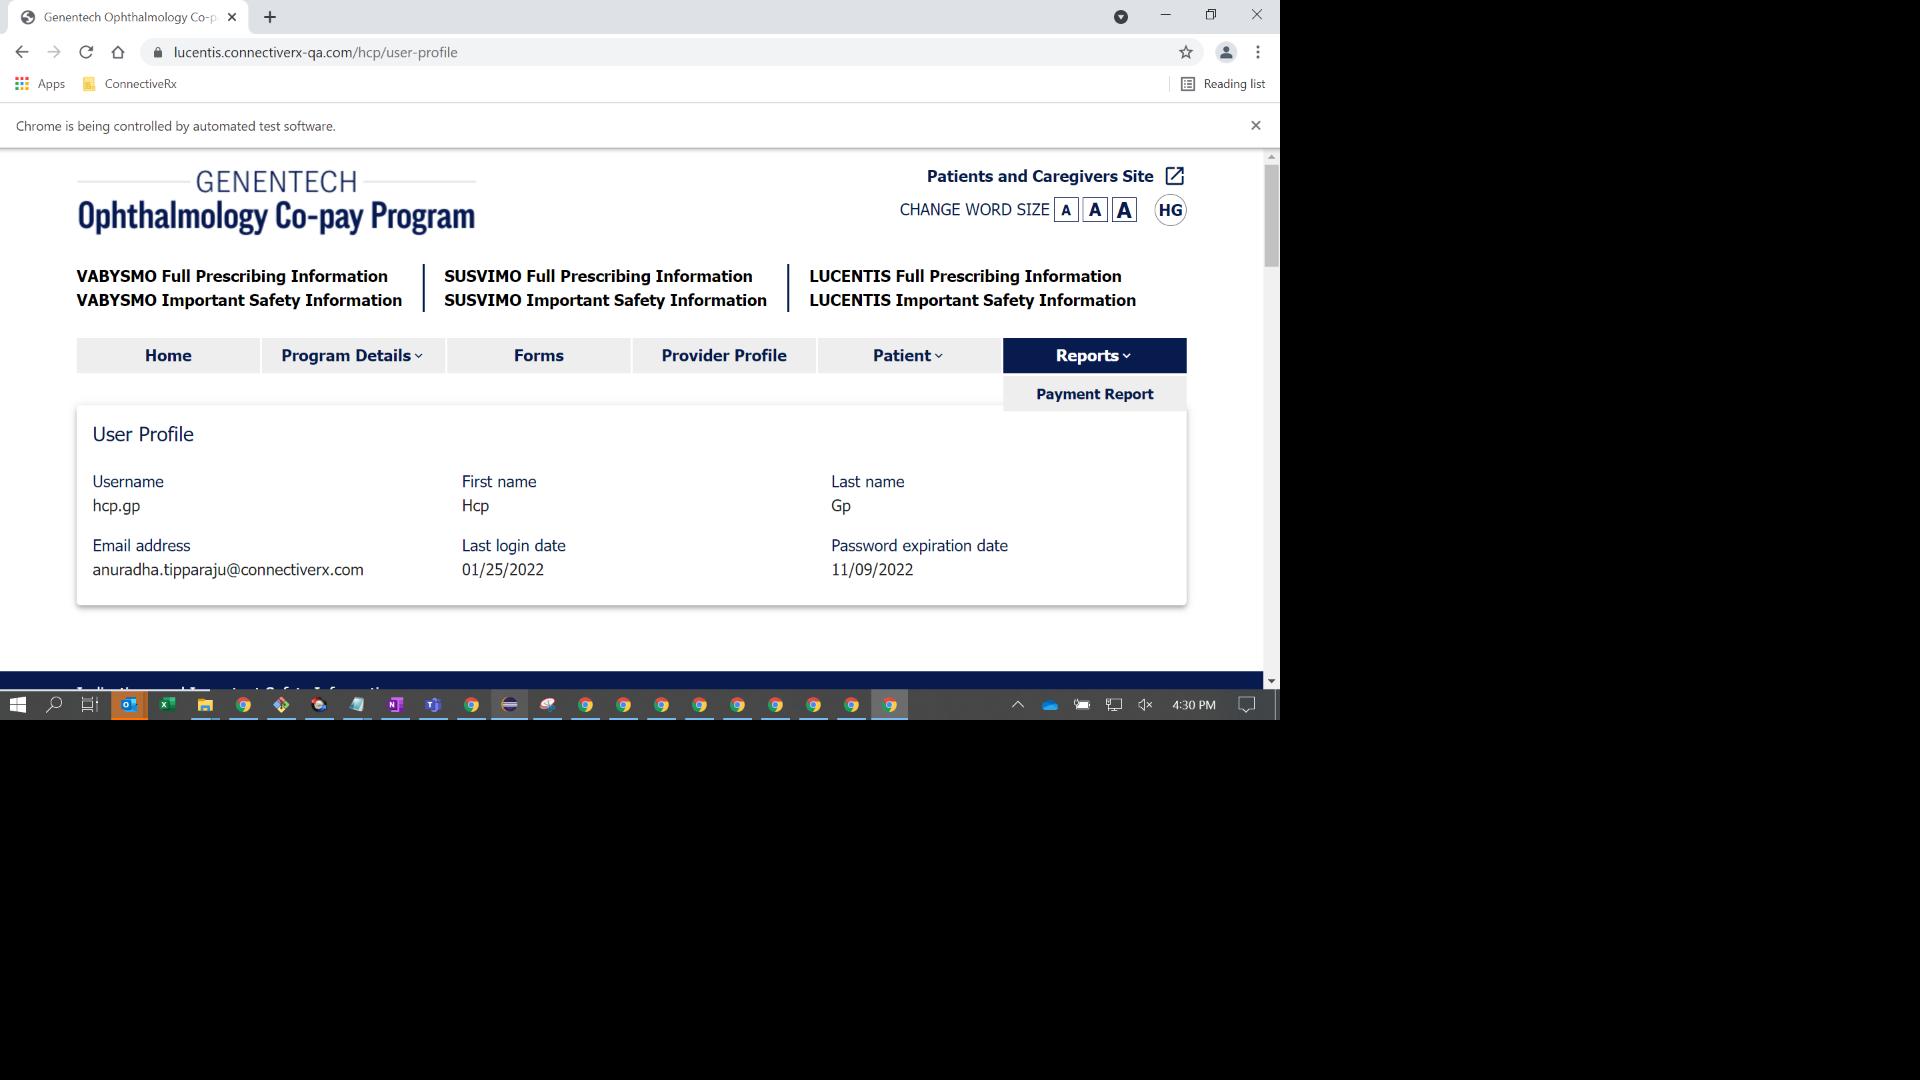 Genentech Ophthalmology Co-p
lucentis.connectiverx-qa.com/hcp/user-profile
Apps ConnectiveRx Reading list
Chrome is being controlled by automated test software.
GENENTECH
Ophthalmology Co-pay Program
Patients and Caregivers Site
CHANGE WORD SIZE A A A HG
VABYSMO Full Prescribing Information
VABYSMO Important Safety Information
SUSVIMO Full Prescribing Information
SUSVIMO Important Safety Information
LUCENTIS Full Prescribing Information
LUCENTIS Important Safety Information
Home Program Details Forms Provider Profile Patient Reports
Payment Report
User Profile
Username First name Last name
hcp.gp Hcp Gp
Email address Last login date Password expiration date
anuradha.tipparaju@connectiverx.com 01/25/2022 11/09/2022
4:30 PM